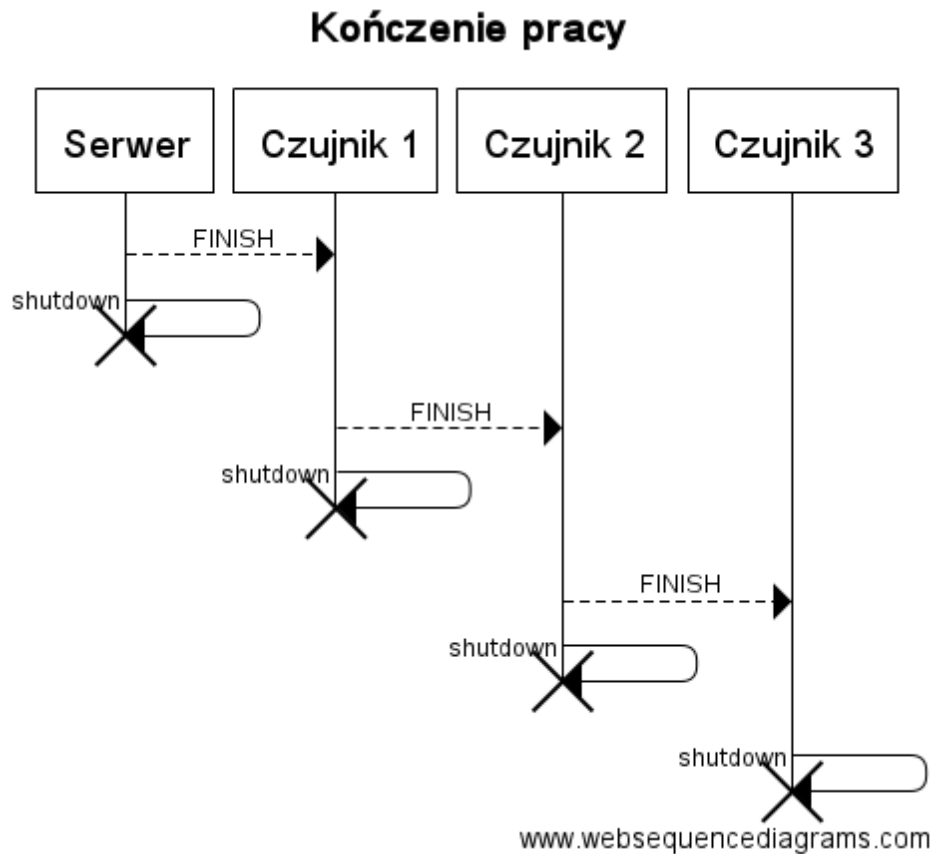 Kończenie pracy
Serwer
Czujnik 1
Czujnik 2
Czujnik 3
FINISH
shutdown
FINISH
shutdown
FINISH
shutdown
shutdown
www.websequencediagrams.com